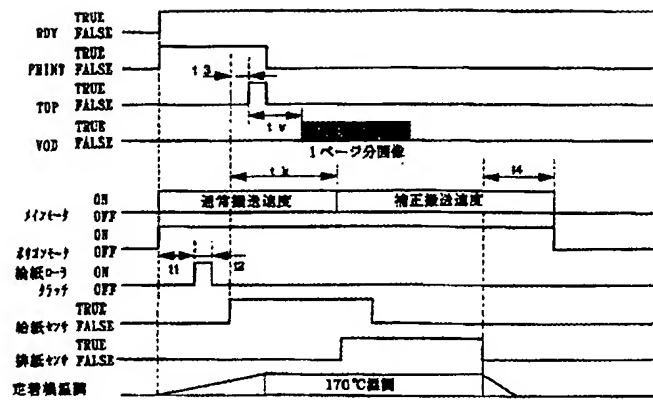 TRUE
RDY FALSE
TRUE
PRINT FALSE
t3
TRUE
TOP FALSE
tv
TRUE
VOD FALSE
1ページ分画像
tk
t4
ON 通常搬送速度 補正搬送速度
メインモータ OFF
ON
ポリゴンモータ OFF
t1 t2
給紙ローラ ON
クラッチ OFF
TRUE
給紙センサ FALSE
TRUE
排紙センサ FALSE
170℃温調
定着機温調